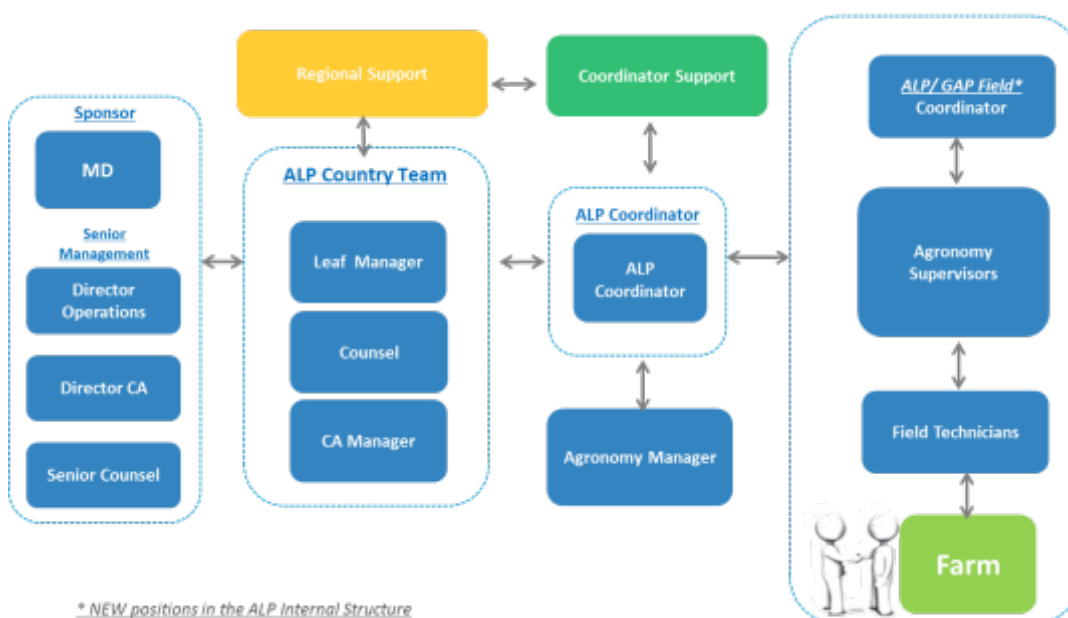 Sponsor
MD
Senior
Management
Director
Operations
Director CA
Senior Counsel
Regional Support
ALP Country Team
Leaf Manager
Counsel
CA Manager
Coordinator Support
ALP Coordinator
ALP
Coordinator
Agronomy Manager
ALP/ GAP Field*
Coordinator
Agronomy
Supervisors
Field Technicians
Farm
* NEW positions in the ALP Internal Structure